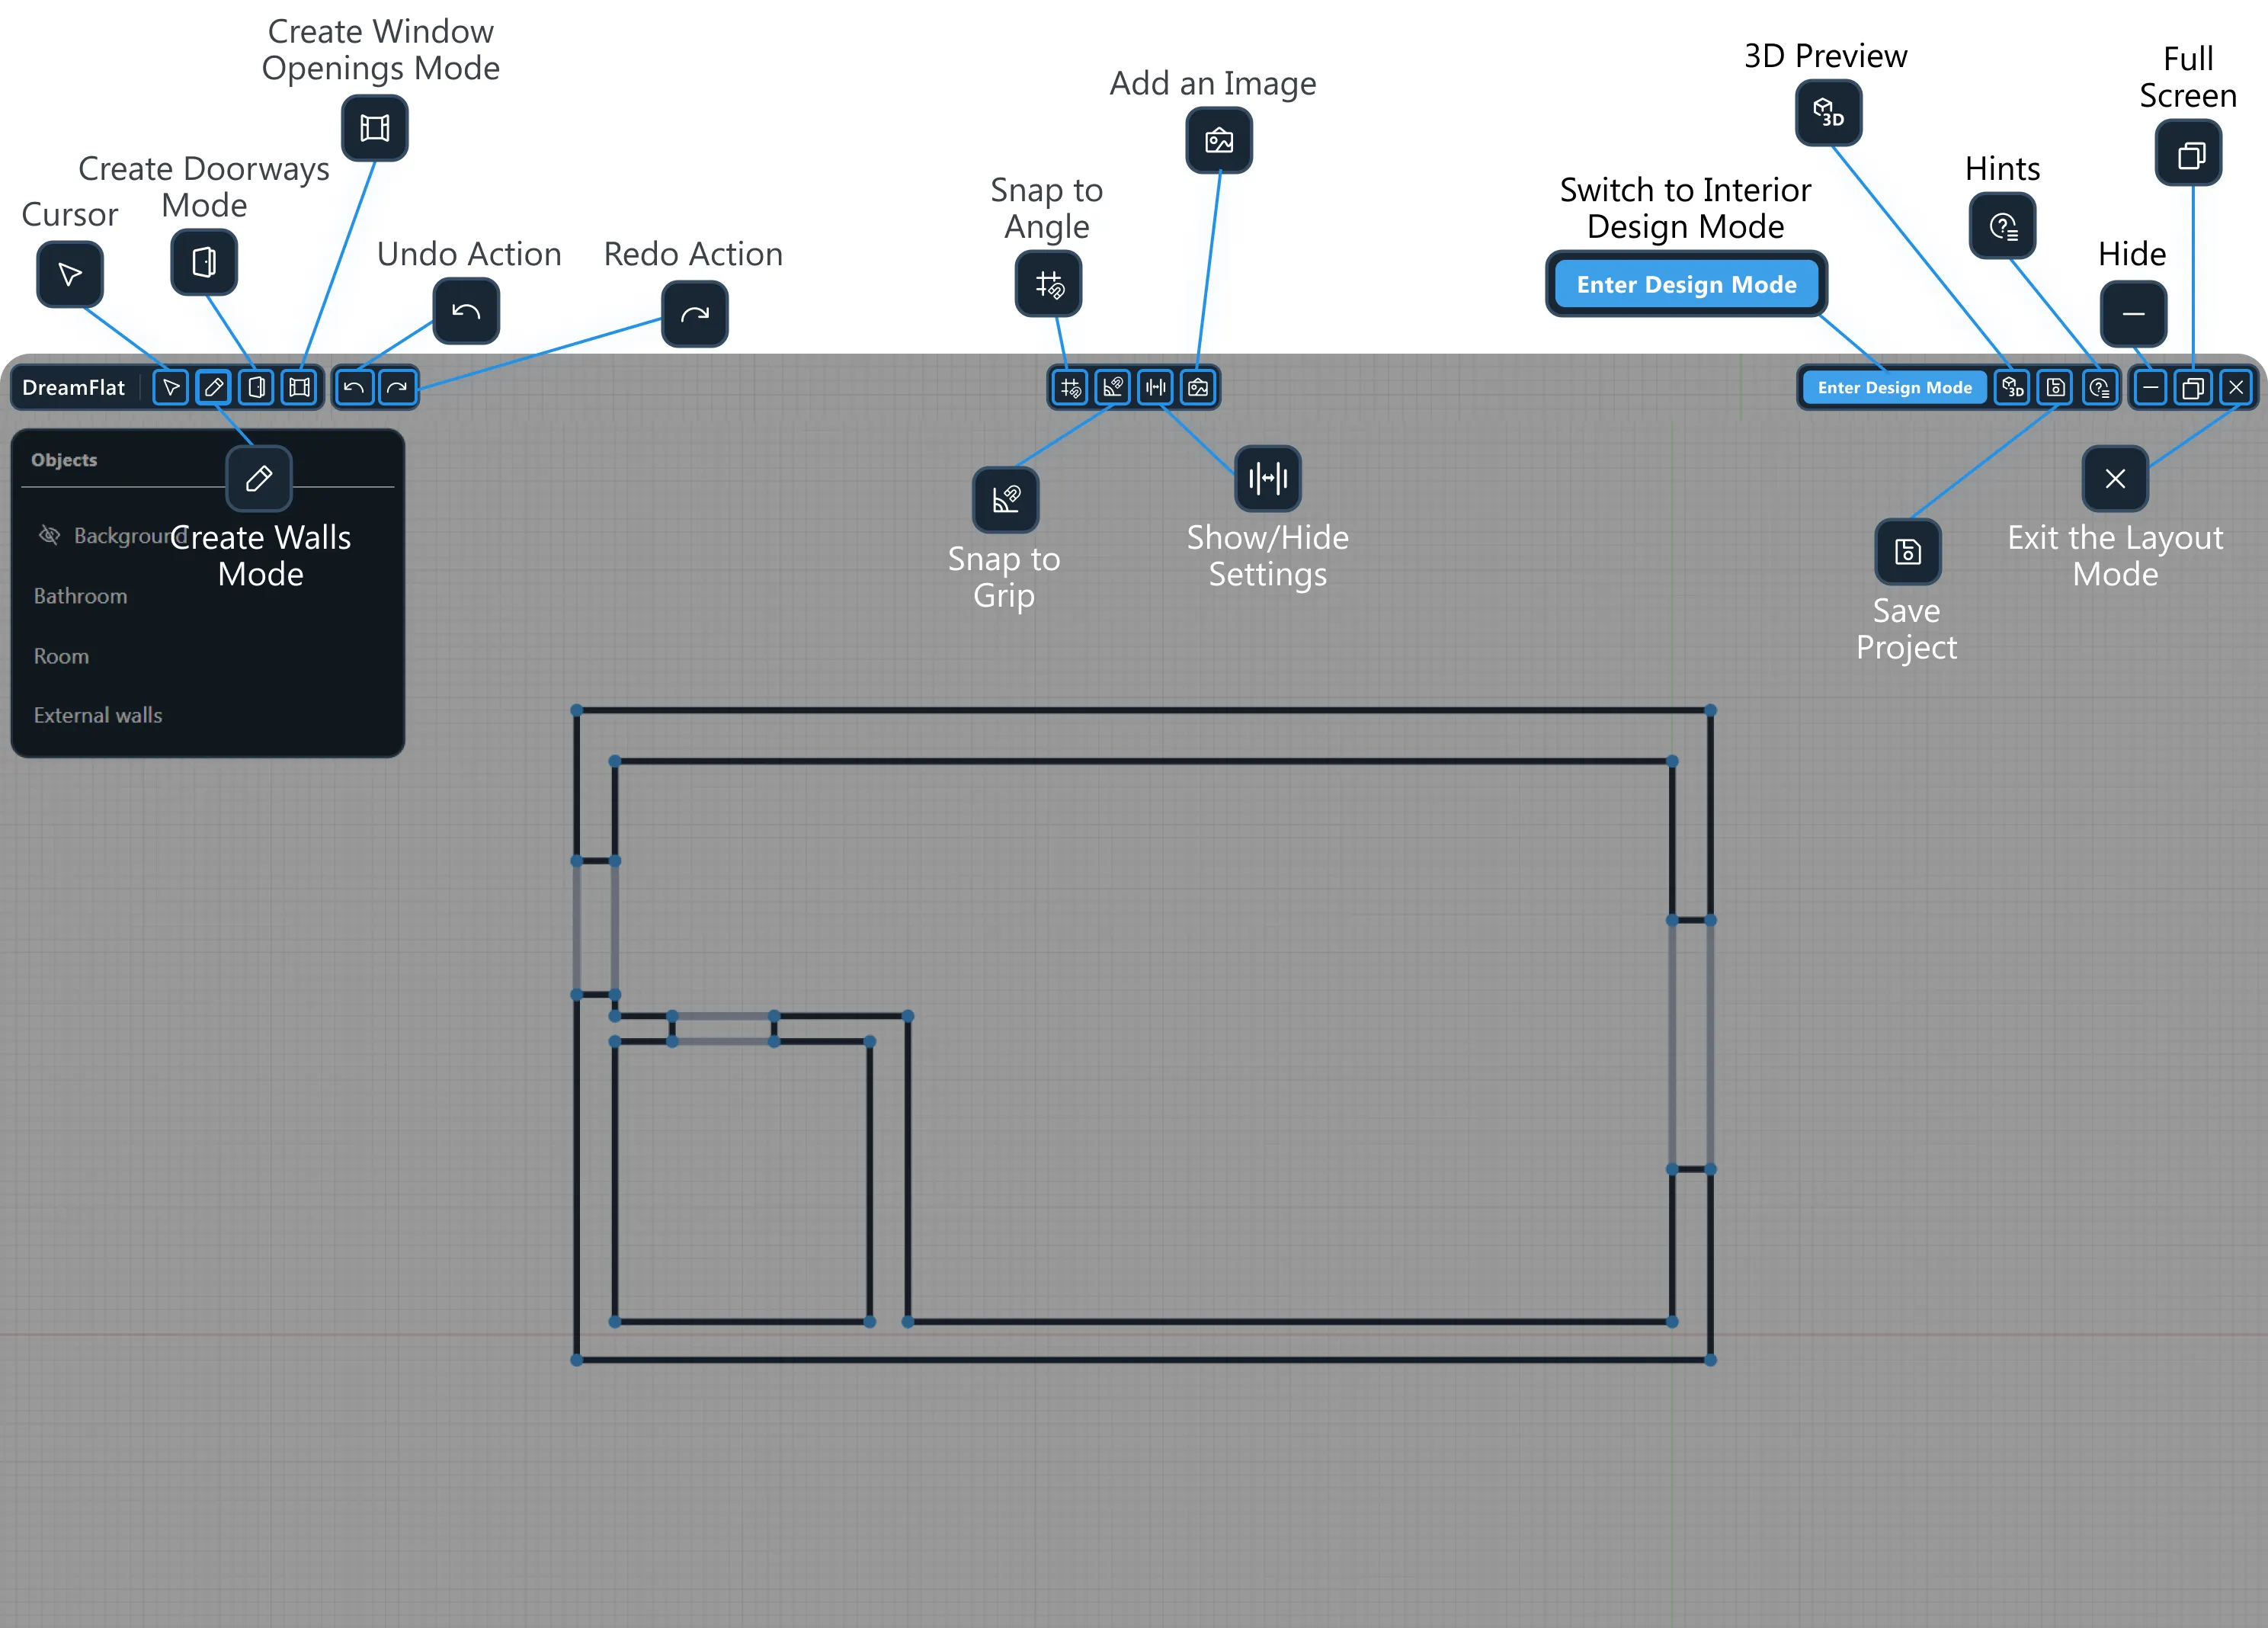 Create Window
Openings Mode
Create Doorways
Mode
Cursor
Undo Action
Redo Action
Add an Image
Snap to
Angle
3D Preview
Full
Screen
Hints
Switch to Interior
Design Mode
Hide
3D
Enter Design Mode
DreamFlat
Enter Design Mode
3D
Objects
Background
Bathroom
Room
External walls
Create Walls
Mode
Snap to
Grip
Show/Hide
Settings
Save
Project
Exit the Layout
Mode